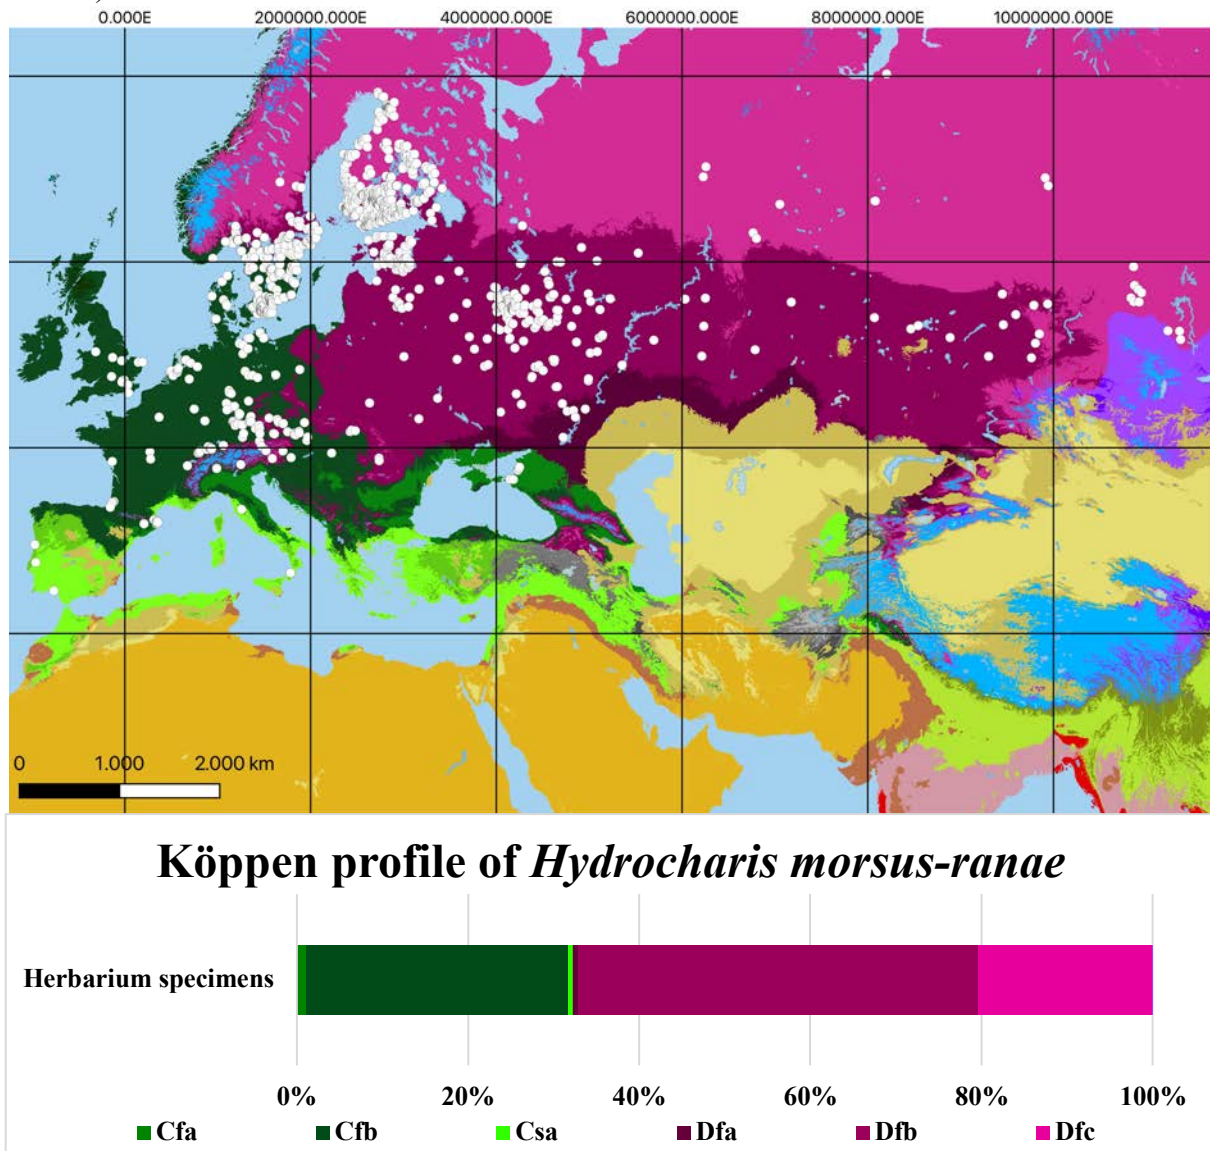 0.000E 2000000.000E 4000000.000E 6000000.000E 8000000.000E 10000000.000E
0 1.000 2.000 km
Köppen profile of Hydrocharis morsus-ranae
Herbarium specimens
0% 20% 40% 60% 80% 100%
Cfa Cfb Csa Dfa Dfb Dfc